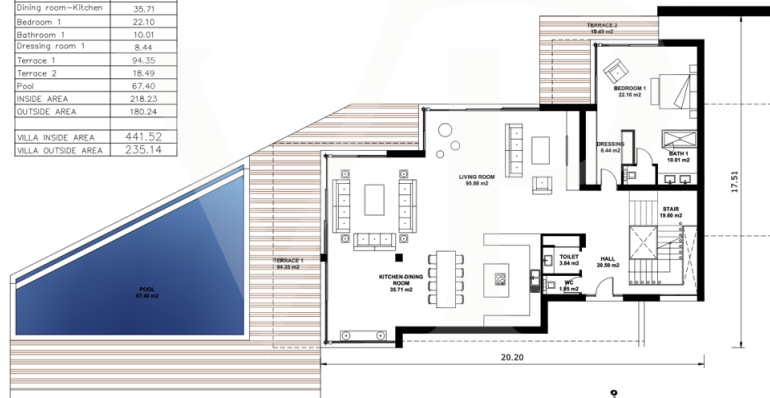 Dining room-Kitchen 35.71
Bedroom 1 22.10
Bathroom 1 10.01
Dressing room 1 8.44
Terrace 1 94.35
Terrace 2 18.49
Pool 67.40
INSIDE AREA 218.23
OUTSIDE AREA 180.24
VILLA INSIDE AREA 441.52
VILLA OUTSIDE AREA 235.14
TERRACE 2
18.49 m2
BEDROOM 1
22.10 m2
DRESSING
8.44 m2
BATH 1
10.01 m2
LIVING ROOM
95.88 m2
STAIR
19.80 m2
17.51
TERRACE 1
94.35 m2
KITCHEN-DINING
ROOM
35.71 m2
TOILET
3.04 m2
HALL
20.50 m2
WC
1.95 m2
POOL
67.40 m2
20.20